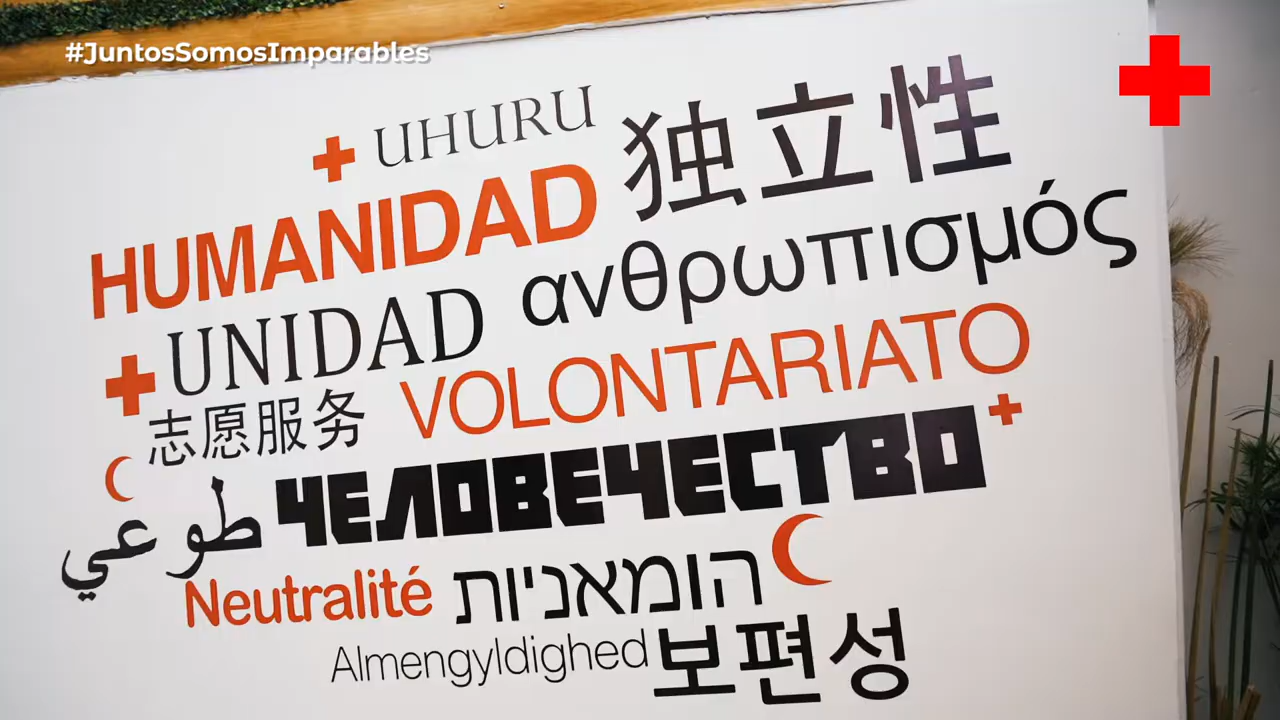 #JuntosSomosImparables
UHURU
HUMANIDAD 独立性
UNIDAD ανθρωπισμός
志愿服务 VOLONTARIATO
طوعي ЧЕЛОВЕЧЕСТВО
Neutralité הומאניות
Almengyldighed 보편성